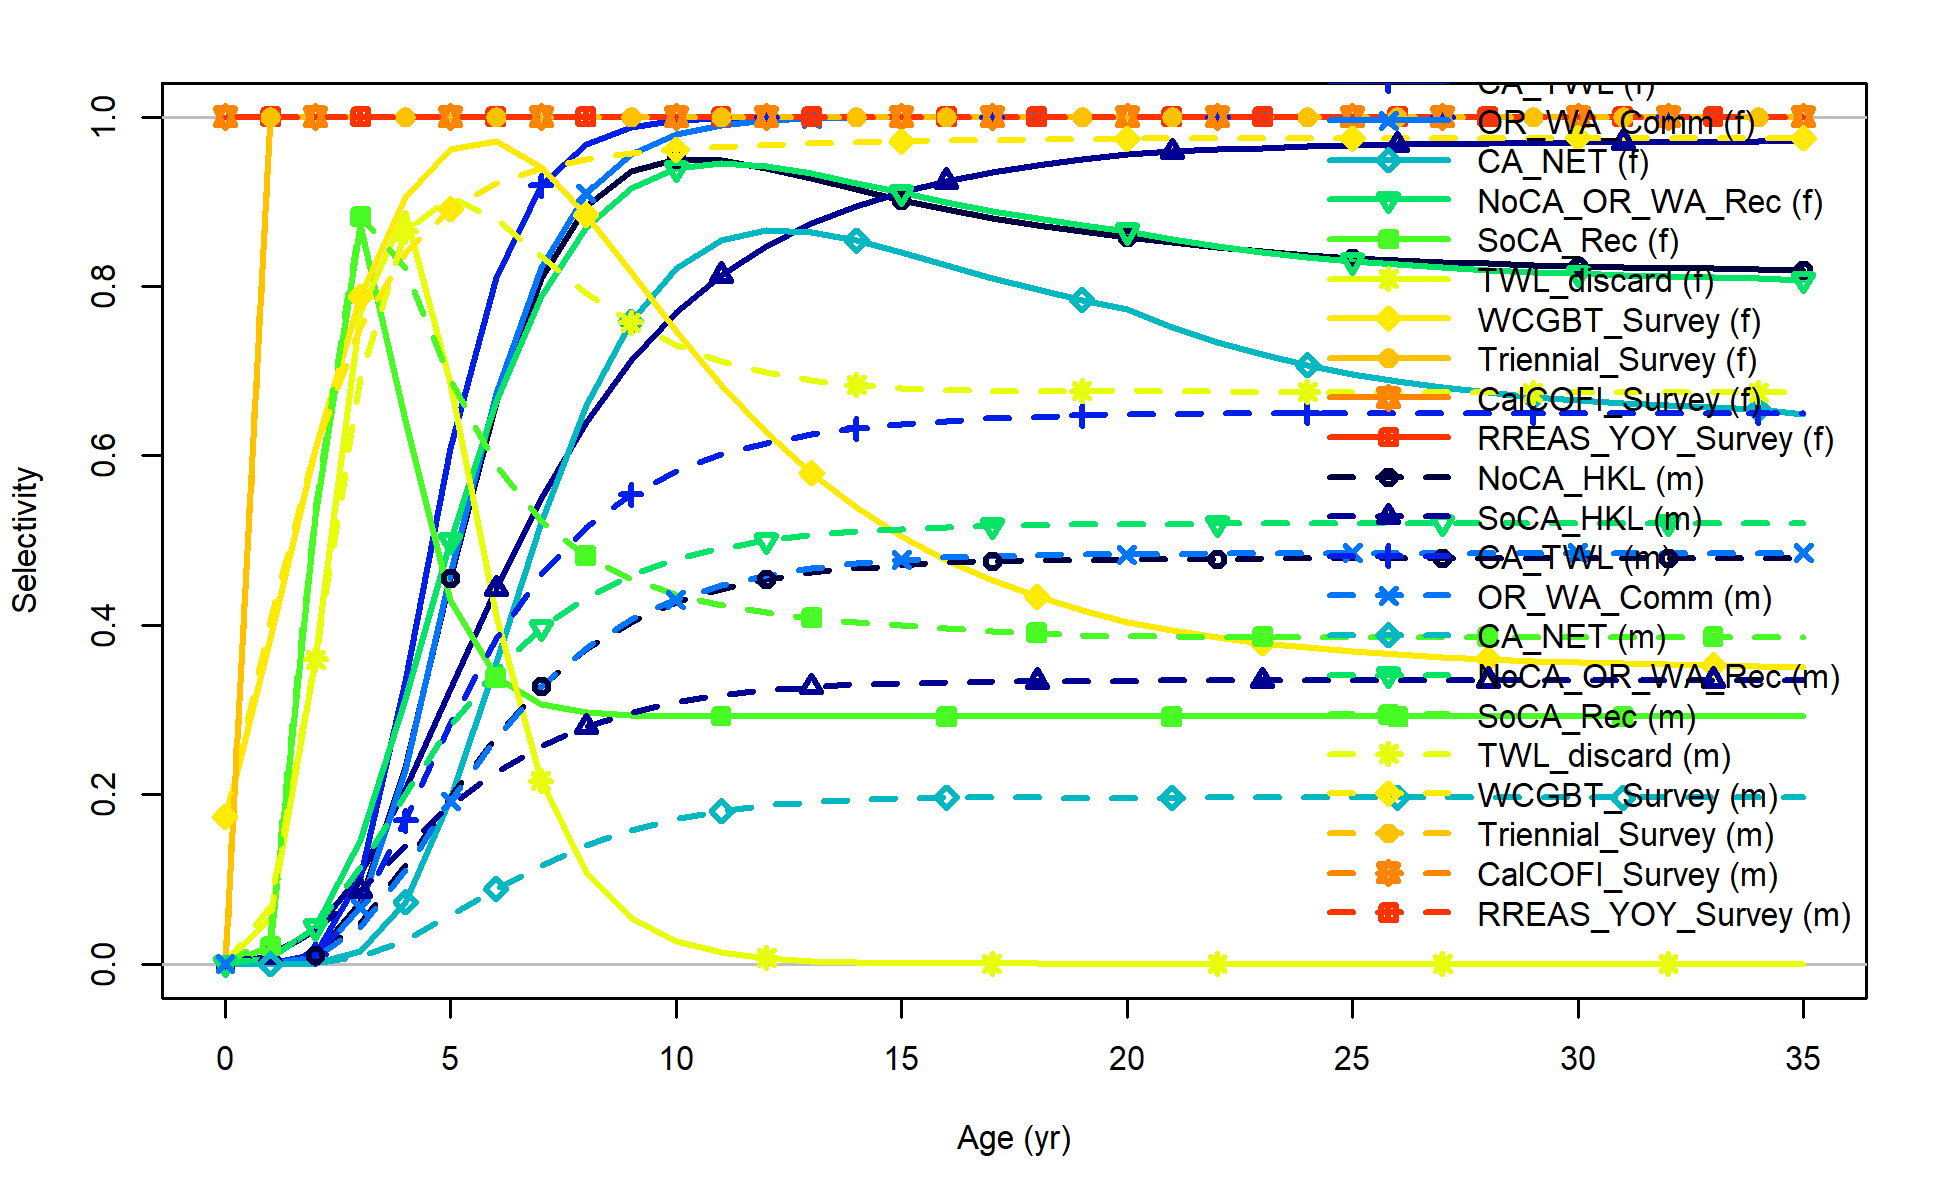 CA_TWL (f)
OR_WA_Comm (f)
CA_NET (f)
NoCA_OR_WA_Rec (f)
SoCA_Rec (f)
TWL_discard (f)
WCGBT_Survey (f)
Triennial_Survey (f)
CalCOFI_Survey (f)
RREAS_YOY_Survey (f)
NoCA_HKL (m)
SoCA_HKL (m)
CA_TWL (m)
OR_WA_Comm (m)
CA_NET (m)
NoCA_OR_WA_Rec (m)
SoCA_Rec (m)
TWL_discard (m)
WCGBT_Survey (m)
Triennial_Survey (m)
CalCOFI_Survey (m)
RREAS_YOY_Survey (m)
1.0
0.8
0.6
0.4
0.2
0.0
Selectivity
0 5 10 15 20 25 30 35
Age (yr)